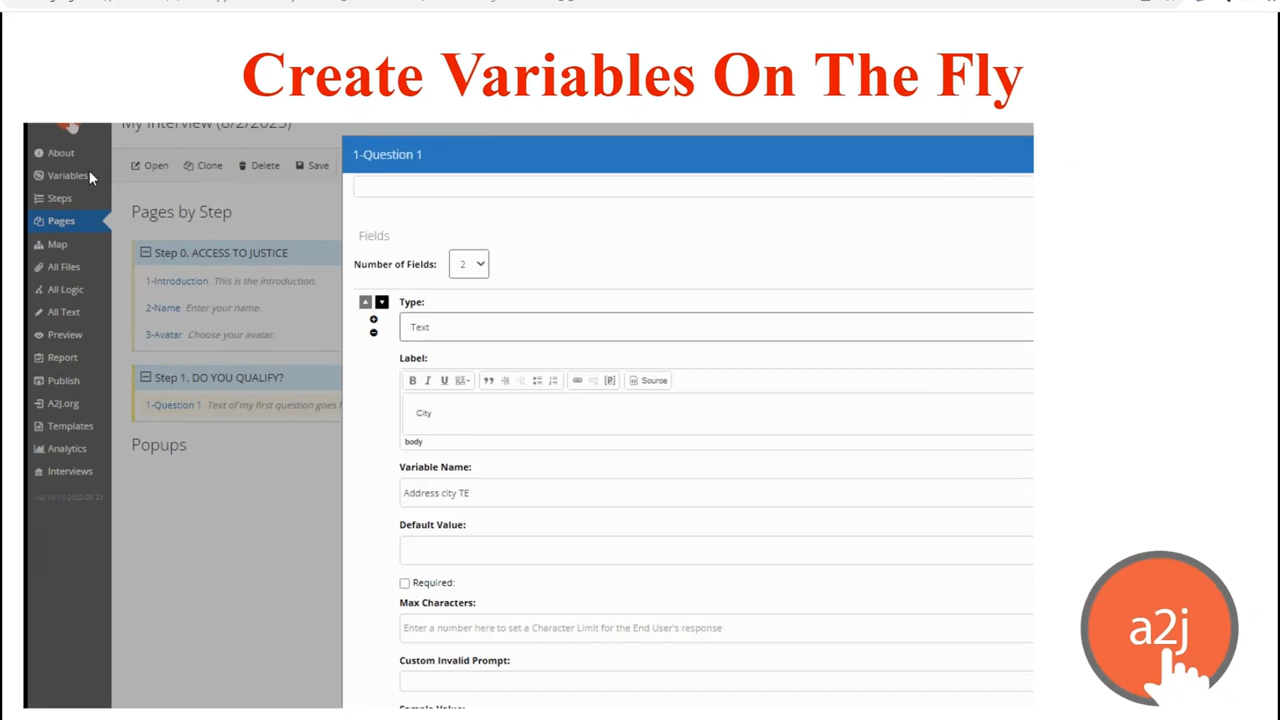 Create Variables On The Fly
My Interview (8/2/2023)
About
Variables
Steps
Pages
Map
All Files
All Logic
All Text
Preview
Report
Publish
A2J.org
Templates
Analytics
Interviews
Open Clone Delete Save
Pages by Step
Step 0. ACCESS TO JUSTICE
1-Introduction This is the introduction.
2-Name Enter your name.
3-Avatar Choose your avatar.
Step 1. DO YOU QUALIFY?
1-Question 1 Text of my first question goes
Popups
1-Question 1
Fields
Number of Fields: 2
Type:
Text
Label:
B I U Source
City
body
Variable Name:
Address city TE
Default Value:
Required:
Max Characters:
Enter a number here to set a Character Limit for the End User's response
Custom Invalid Prompt:
Sample Value:
a2j